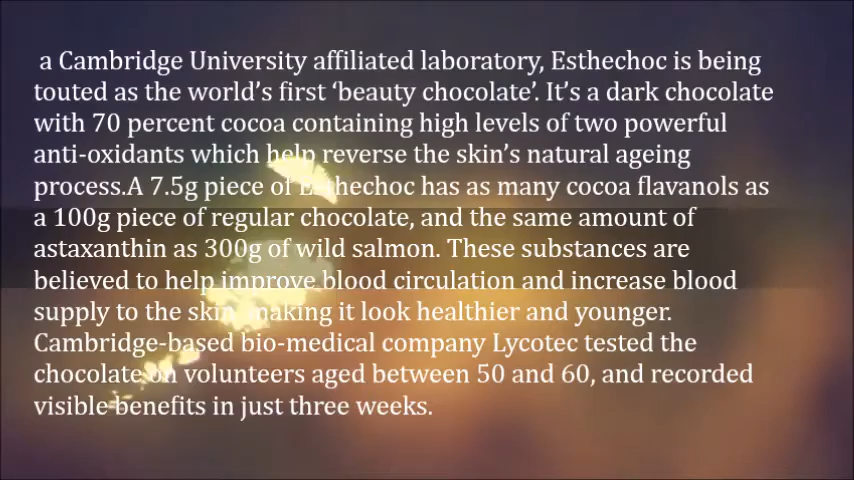 a Cambridge University affiliated laboratory, Esthechoc is being
touted as the world’s first ‘beauty chocolate’. It’s a dark chocolate
with 70 percent cocoa containing high levels of two powerful
anti-oxidants which help reverse the skin’s natural ageing
process.A 7.5g piece of Esthechoc has as many cocoa flavanols as
a 100g piece of regular chocolate, and the same amount of
astaxanthin as 300g of wild salmon. These substances are
believed to help improve blood circulation and increase blood
supply to the skin, making it look healthier and younger.
Cambridge-based bio-medical company Lycotec tested the
chocolate on volunteers aged between 50 and 60, and recorded
visible benefits in just three weeks.